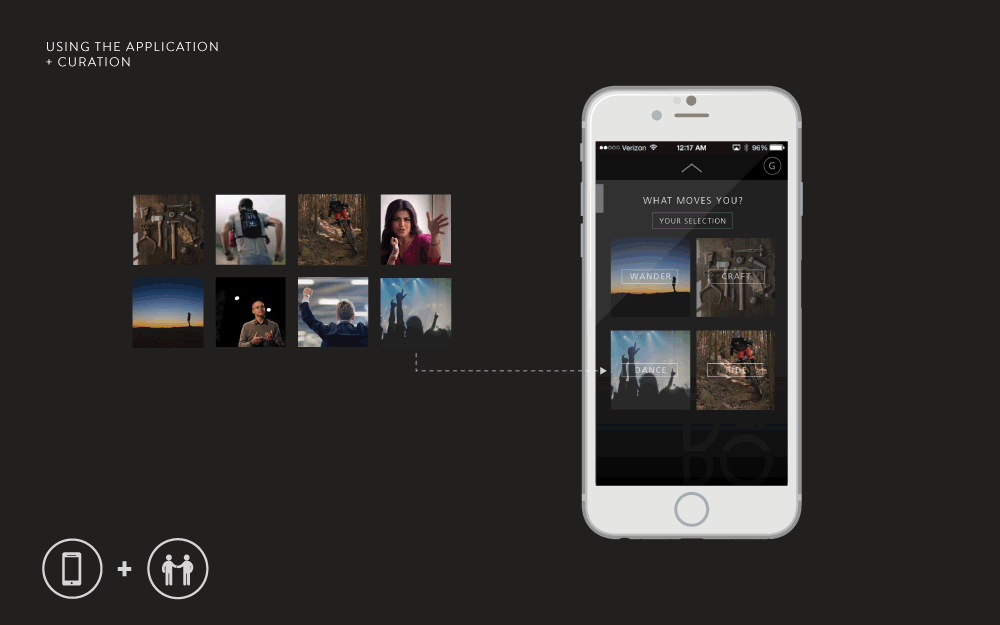 USING THE APPLICATION
+ CURATION
Verizon 12:17 AM 96%
G
WHAT MOVES YOU?
YOUR SELECTION
WANDER CRAFT
DANCE RIDE
+